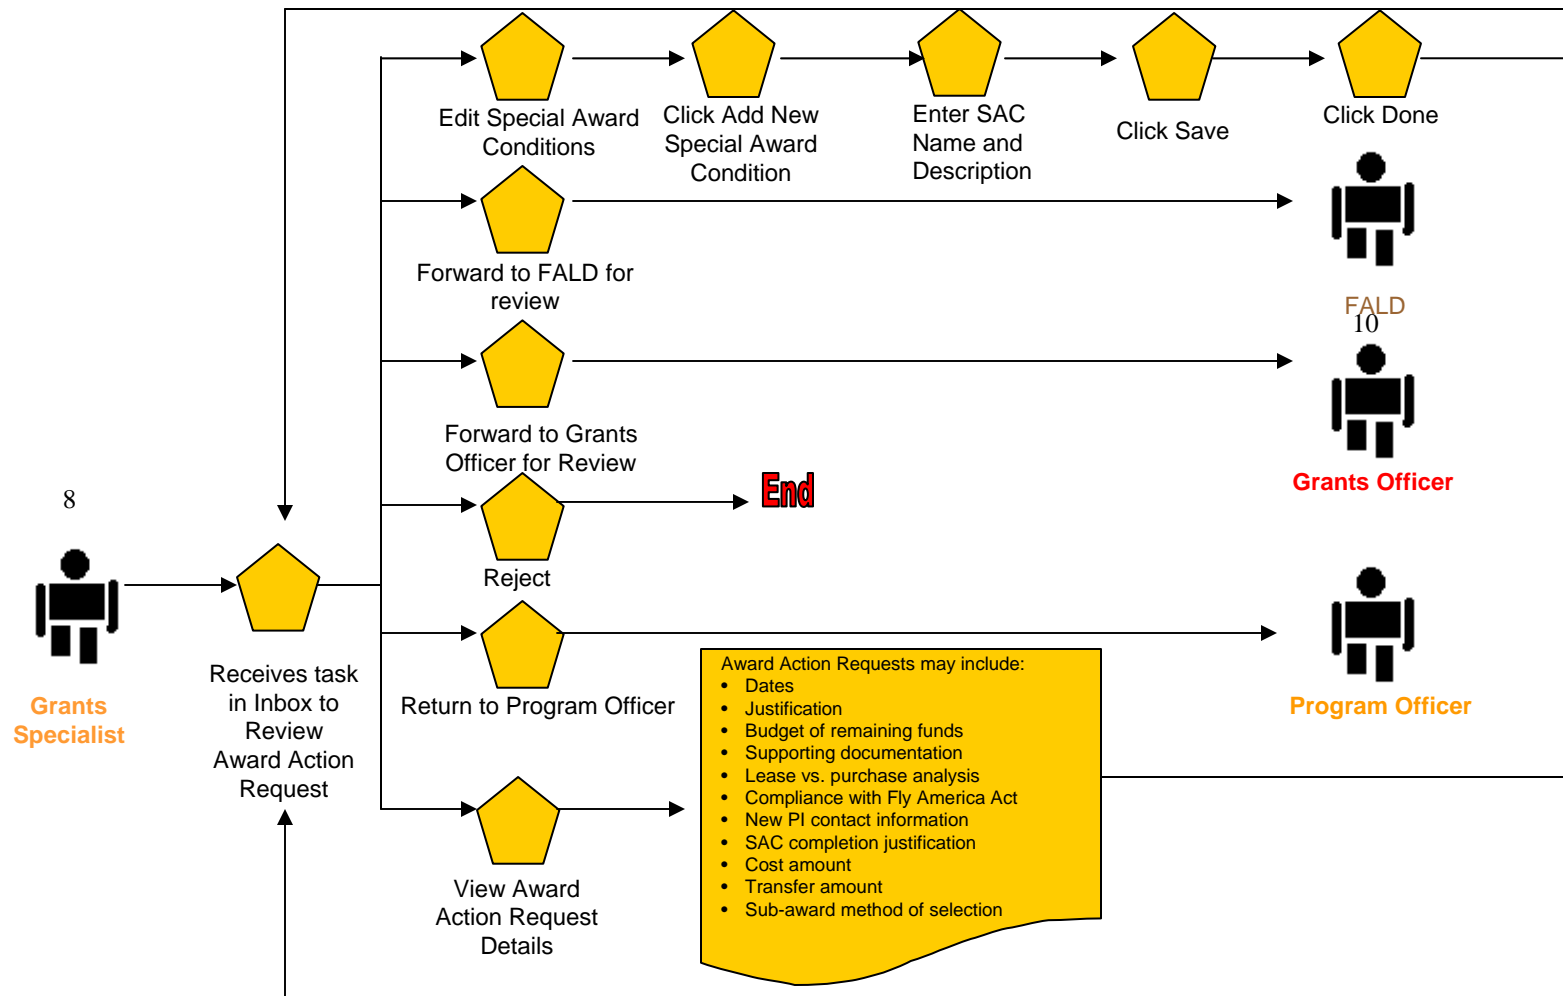 Edit Special Award
Conditions
Click Add New
Special Award
Condition
Enter SAC
Name and
Description
Click Save
Click Done
Forward to FALD for
review
FALD
10
Forward to Grants
Officer for Review
Grants Officer
End
8
Reject
Grants
Specialist
Receives task
in Inbox to
Review
Award Action
Request
Return to Program Officer
Program Officer
Award Action Requests may include:
• Dates
• Justification
• Budget of remaining funds
• Supporting documentation
• Lease vs. purchase analysis
• Compliance with Fly America Act
• New PI contact information
• SAC completion justification
• Cost amount
• Transfer amount
• Sub-award method of selection
View Award
Action Request
Details